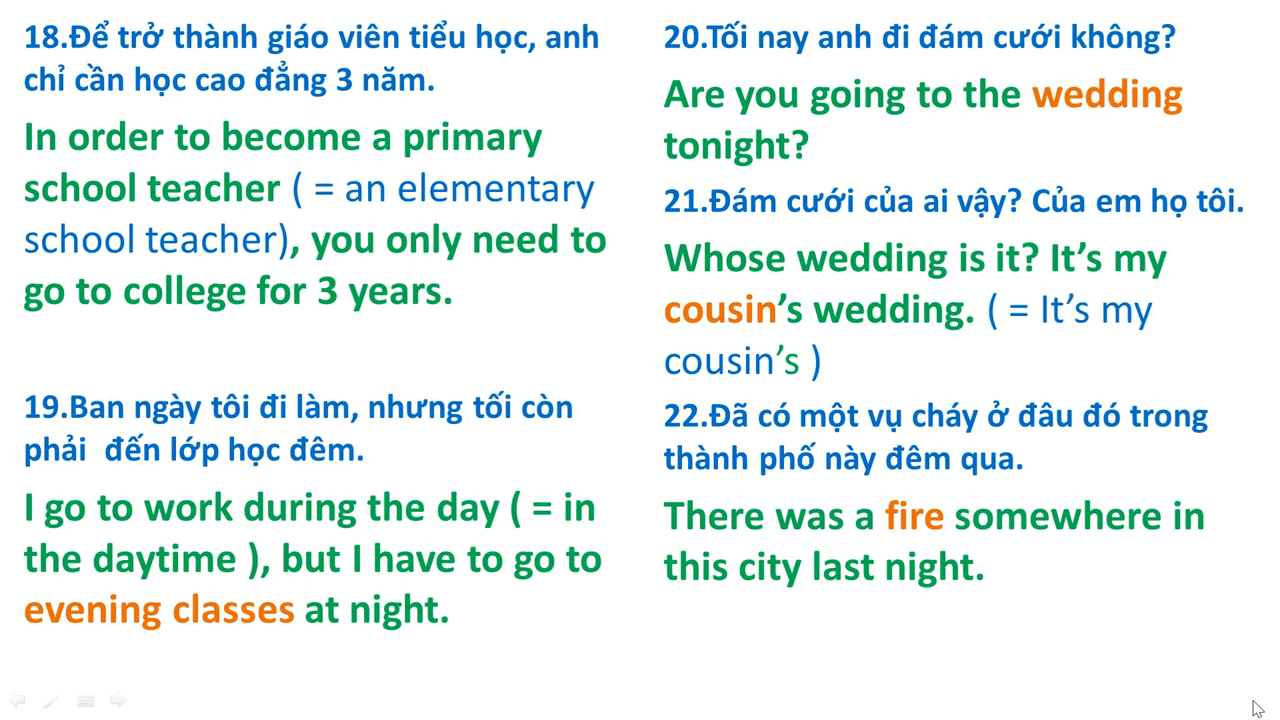 18.Để trở thành giáo viên tiểu học, anh
chỉ cần học cao đẳng 3 năm.
In order to become a primary
school teacher ( = an elementary
school teacher), you only need to
go to college for 3 years.
19.Ban ngày tôi đi làm, nhưng tối còn
phải  đến lớp học đêm.
I go to work during the day ( = in
the daytime ), but I have to go to
evening classes at night.
20.Tối nay anh đi đám cưới không?
Are you going to the wedding
tonight?
21.Đám cưới của ai vậy? Của em họ tôi.
Whose wedding is it? It’s my
cousin’s wedding. ( = It’s my
cousin’s )
22.Đã có một vụ cháy ở đâu đó trong
thành phố này đêm qua.
There was a fire somewhere in
this city last night.